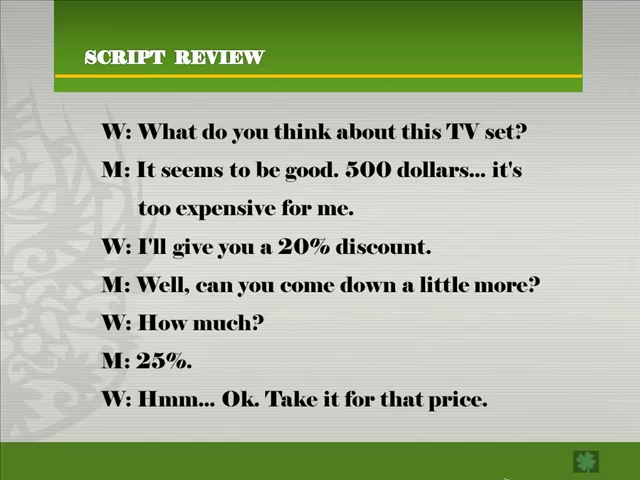 SCRIPT REVIEW
W: What do you think about this TV set?
M: It seems to be good. 500 dollars... it's
too expensive for me.
W: I'll give you a 20% discount.
M: Well, can you come down a little more?
W: How much?
M: 25%.
W: Hmm... Ok. Take it for that price.